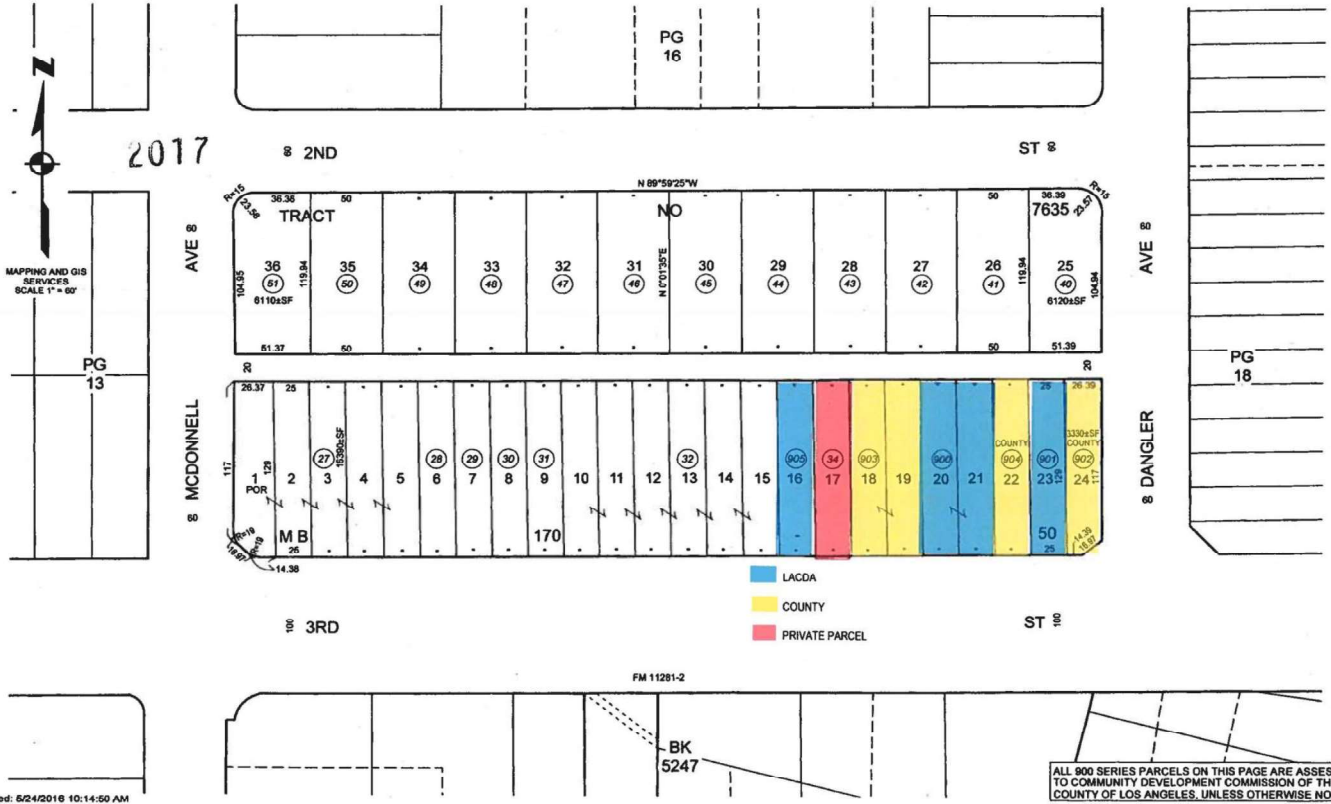 PG
16
2017
60 2ND
ST 60
N 89°59'25"W
R=15
23.56
36.36
50
50
36.39
R=15
23.57
TRACT
NO
7635
AVE 60
AVE 60
MAPPING AND GIS
SERVICES
SCALE 1" = 60'
36
35
34
33
32
31
30
29
28
27
26
25
51
50
49
48
47
46
45
44
43
42
41
40
104.95
119.94
N 0°01'35"E
119.94
104.94
6110±SF
6120±SF
51.37
50
50
51.39
PG
13
PG
18
20
20
26.37
25
25
26.39
60 MCDONNELL
60 DANGLER
117
129
16390±SF
3330±SF
COUNTY
COUNTY
27
28
29
30
31
32
905
34
903
900
904
901
902
1
2
3
4
5
6
7
8
9
10
11
12
13
14
15
16
17
18
19
20
21
22
23
24
POR
129
117
M B
170
50
R=19
R=19
25
25
14.39
16.97
14.38
LACDA
COUNTY
PRIVATE PARCEL
100 3RD
ST 100
FM 11281-2
BK
5247
ALL 900 SERIES PARCELS ON THIS PAGE ARE ASSES
TO COMMUNITY DEVELOPMENT COMMISSION OF TH
COUNTY OF LOS ANGELES, UNLESS OTHERWISE NO
ed: 5/24/2016 10:14:50 AM